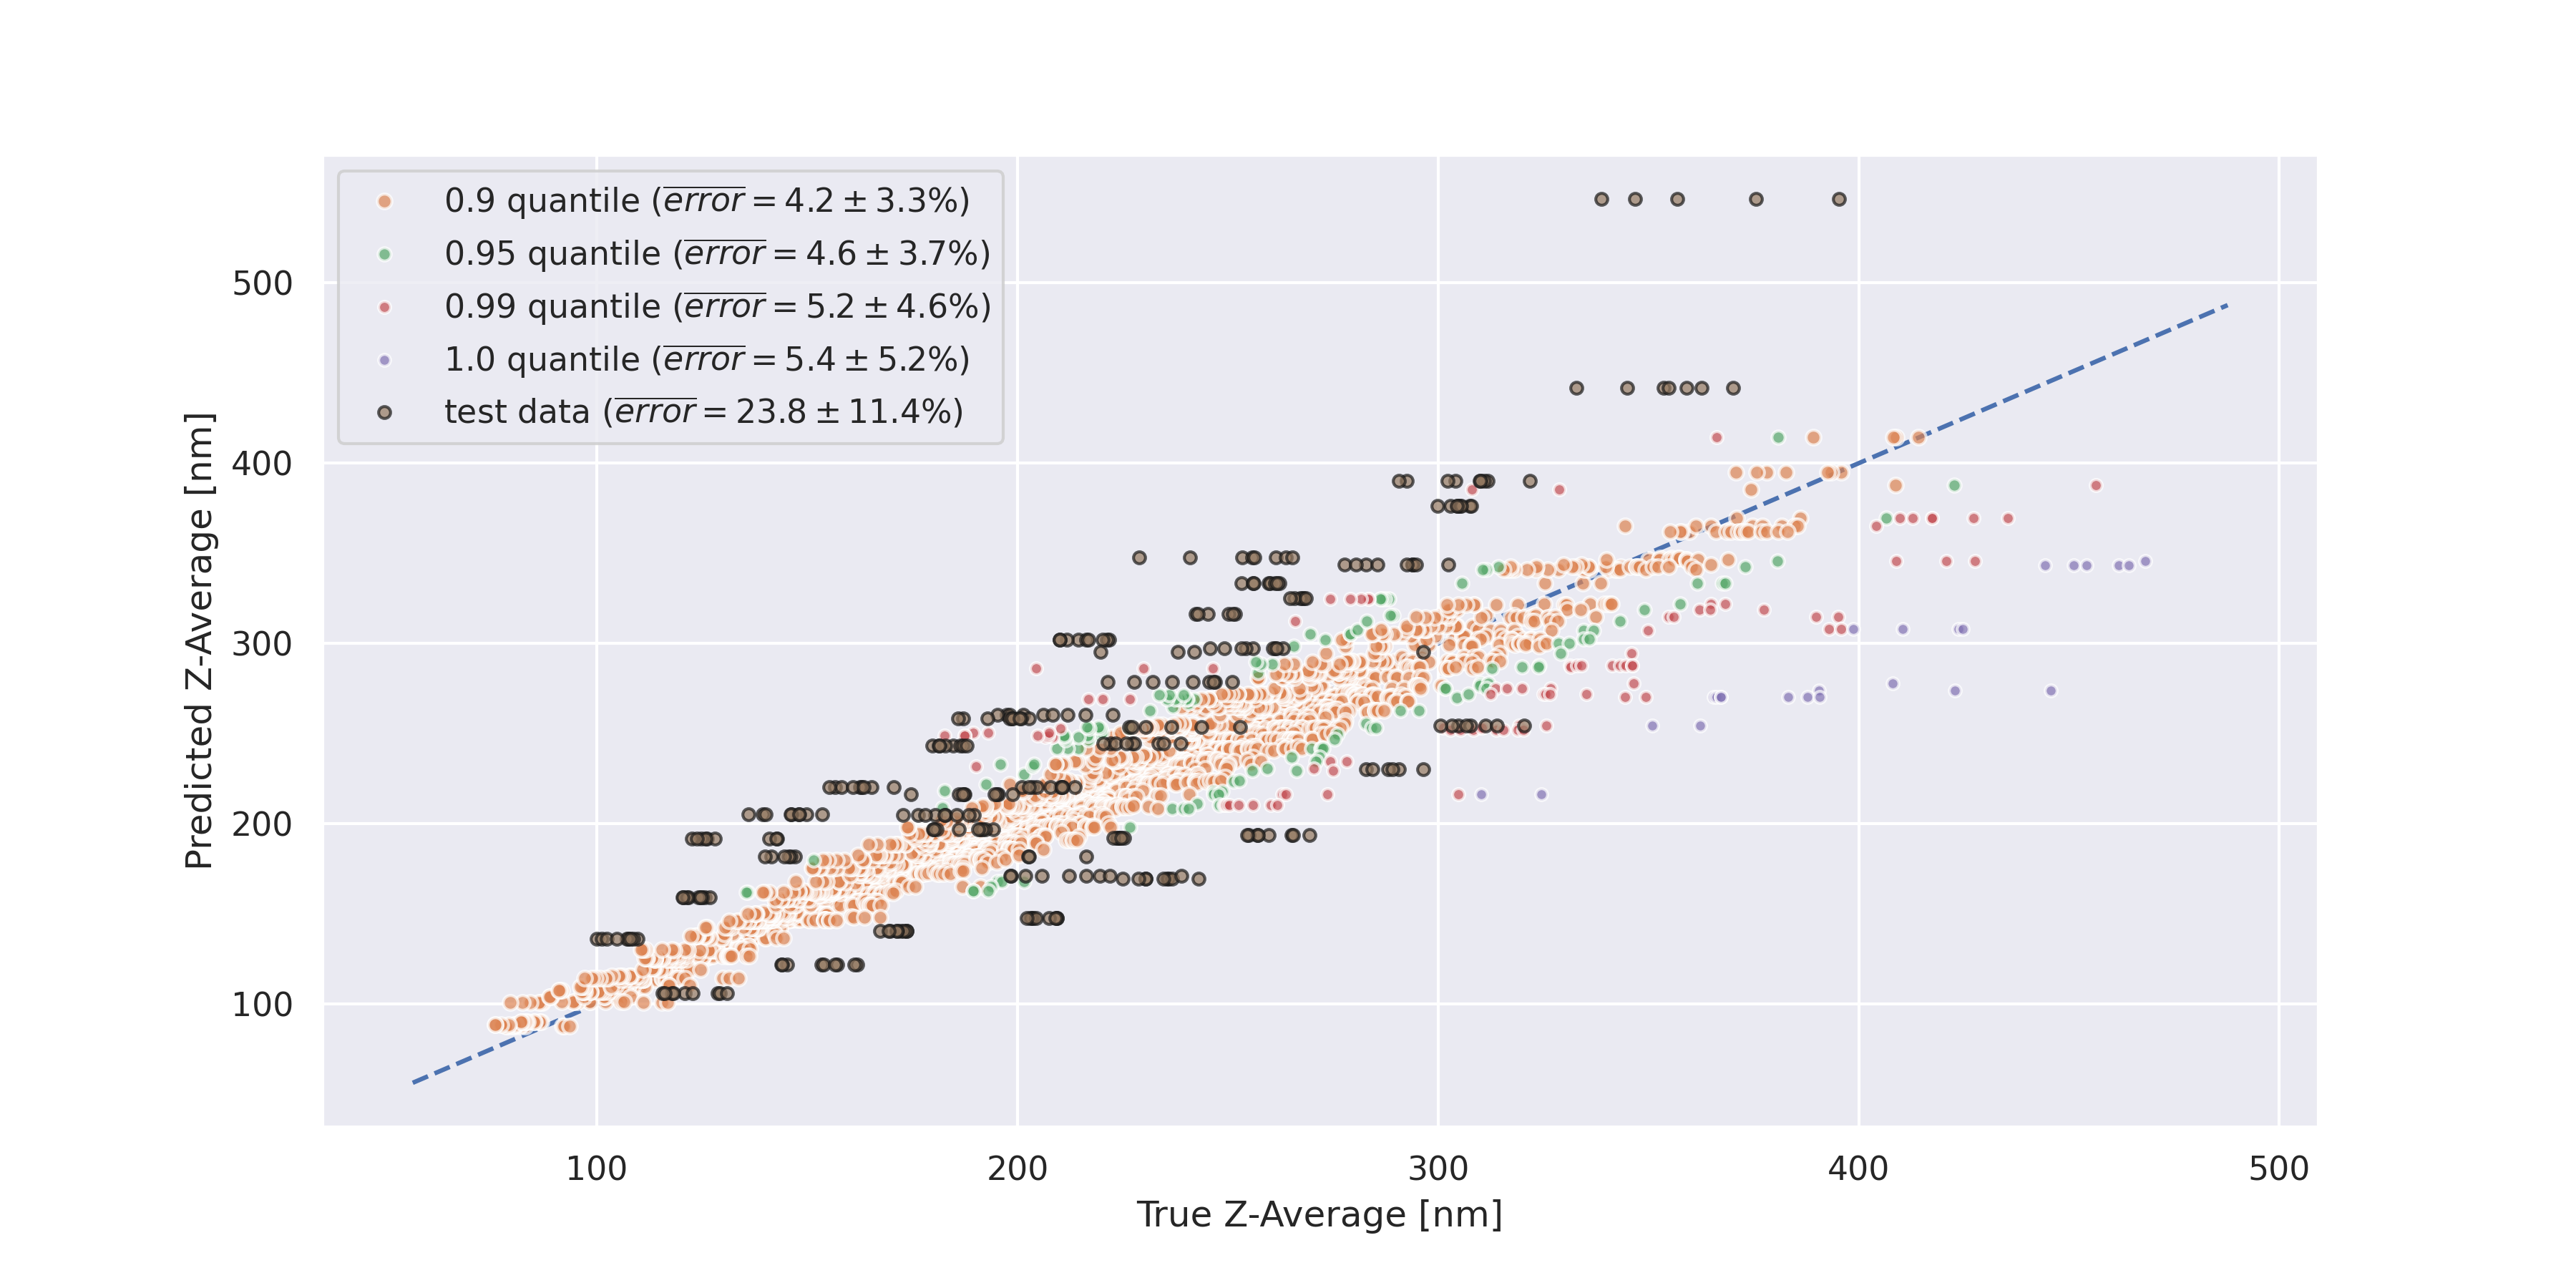 0.9 quantile (error = 4.2 ± 3.3%)
0.95 quantile (error = 4.6 ± 3.7%)
0.99 quantile (error = 5.2 ± 4.6%)
1.0 quantile (error = 5.4 ± 5.2%)
test data (error = 23.8 ± 11.4%)
500
400
300
200
100
Predicted Z-Average [nm]
100 200 300 400 500
True Z-Average [nm]